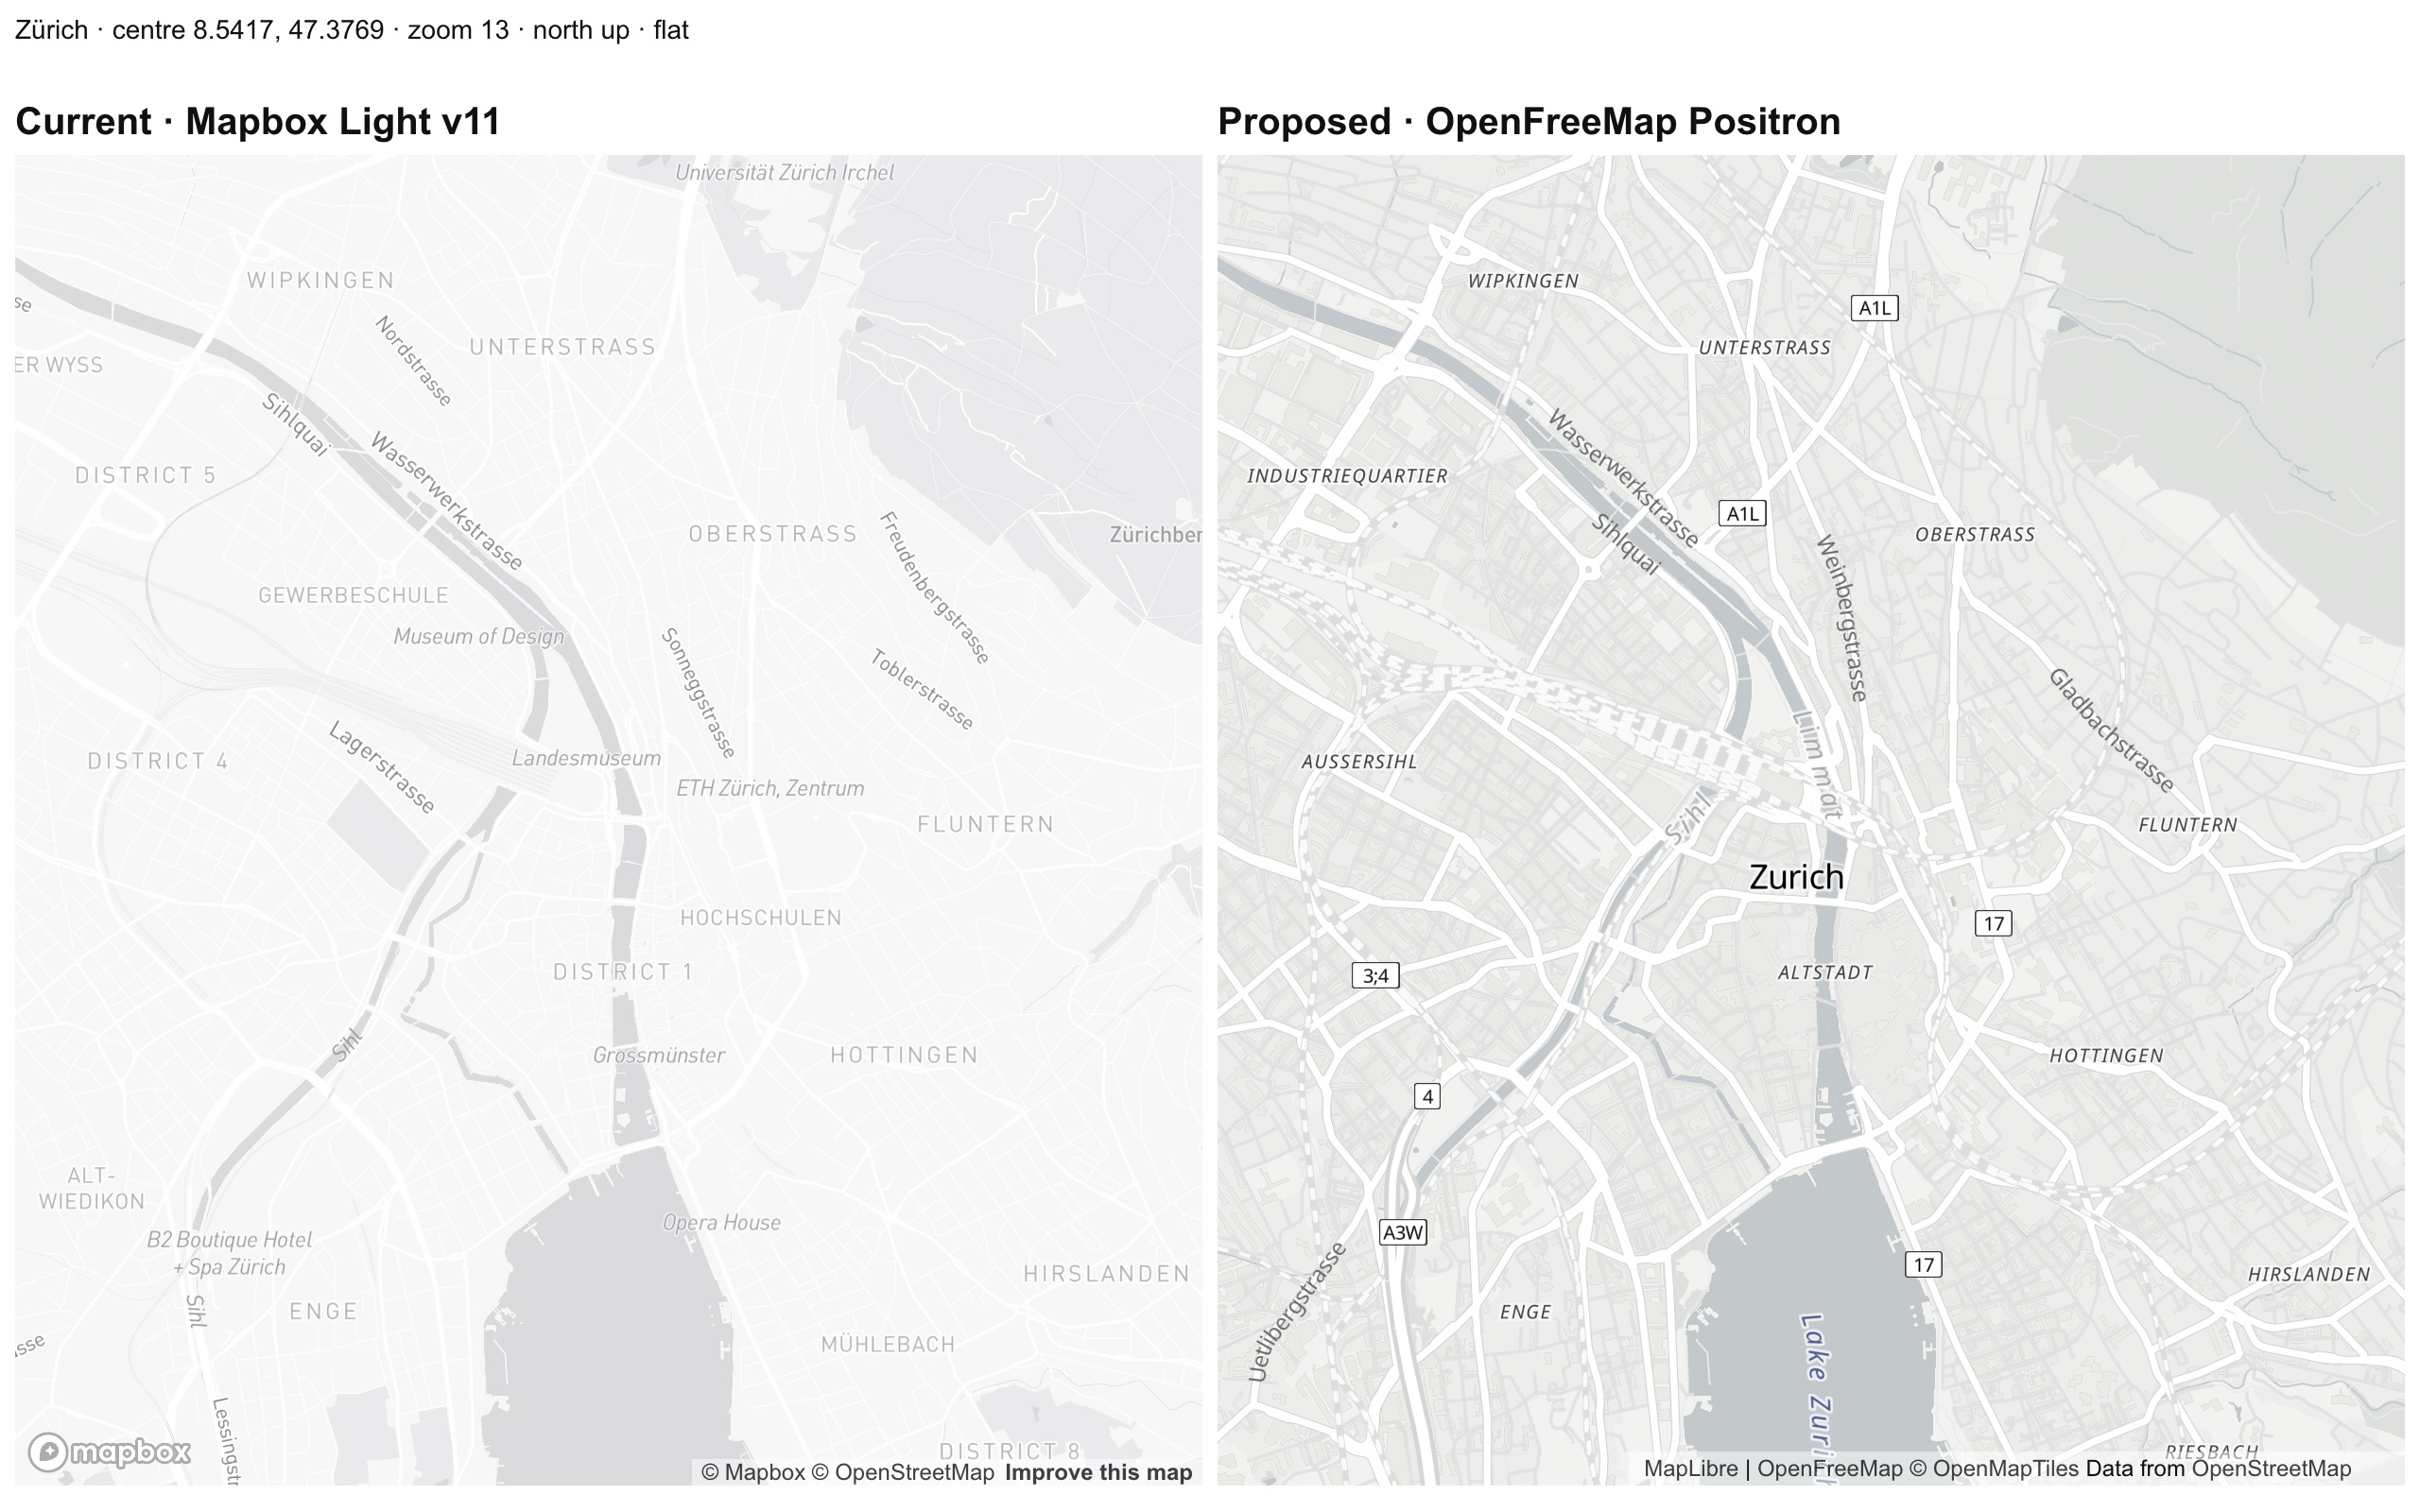 Zürich · centre 8.5417, 47.3769 · zoom 13 · north up · flat
Current · Mapbox Light v11
Universität Zürich Irchel
WIPKINGEN
se
Nordstrasse
UNTERSTRASS
ER WYSS
Sihlquai
Wasserwerkstrasse
DISTRICT 5
OBERSTRASS
Freudenbergstrasse
Zürichber
GEWERBESCHULE
Museum of Design
Sonneggstrasse
Toblerstrasse
Lagerstrasse
DISTRICT 4
Landesmuseum
ETH Zürich, Zentrum
FLUNTERN
HOCHSCHULEN
DISTRICT 1
Sihl
Grossmünster
HOTTINGEN
ALT-
WIEDIKON
B2 Boutique Hotel
+ Spa Zürich
Opera House
HIRSLANDEN
Sihl
ENGE
sse
MÜHLEBACH
Lessingstr
DISTRICT 8
mapbox
© Mapbox © OpenStreetMap Improve this map
Proposed · OpenFreeMap Positron
WIPKINGEN
A1L
UNTERSTRASS
Wasserwerkstrasse
INDUSTRIEQUARTIER
A1L
Sihlquai
OBERSTRASS
Weinbergstrasse
Gladbachstrasse
AUSSERSIHL
Limmat
Sihl
FLUNTERN
Zurich
17
3;4
ALTSTADT
HOTTINGEN
4
A3W
17
Uetlibergstrasse
HIRSLANDEN
ENGE
Lake Zurich
RIESBACH
MapLibre | OpenFreeMap © OpenMapTiles Data from OpenStreetMap